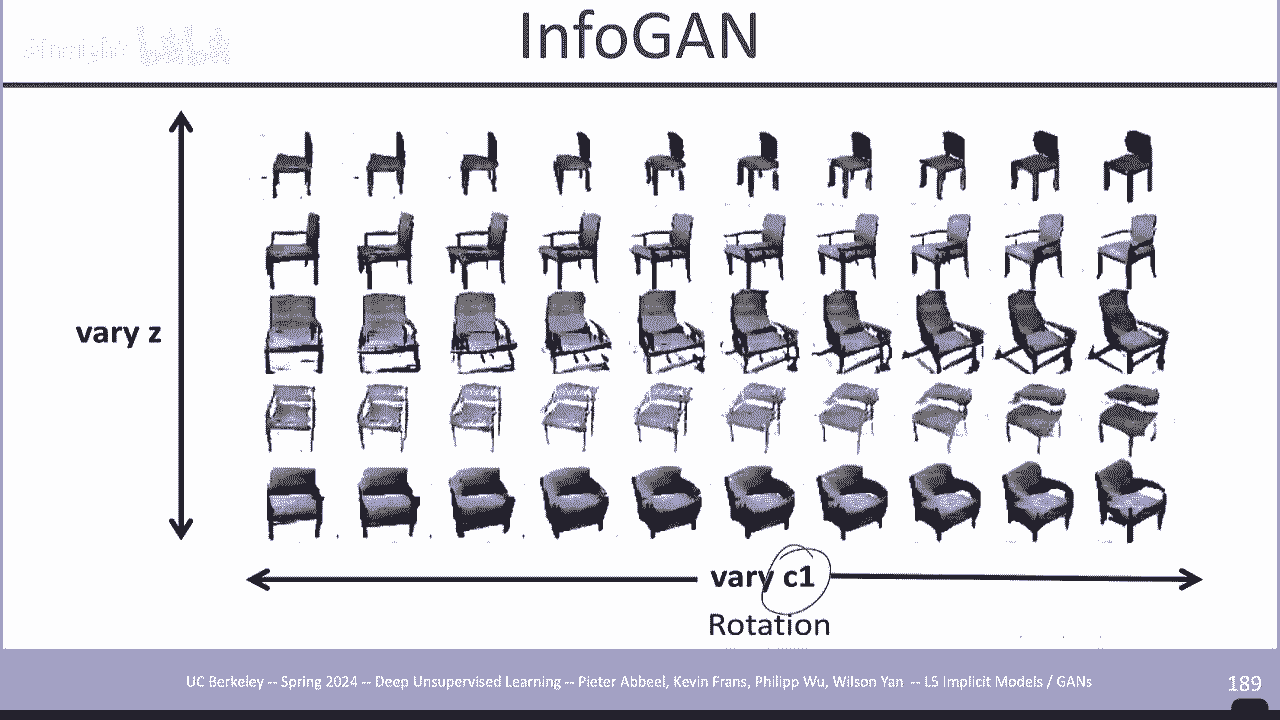 InfoGAN
vary z
vary c1
Rotation
UC Berkeley -- Spring 2024 -- Deep Unsupervised Learning -- Pieter Abbeel, Kevin Frans, Philipp Wu, Wilson Yan -- L5 Implicit Models / GANs
189